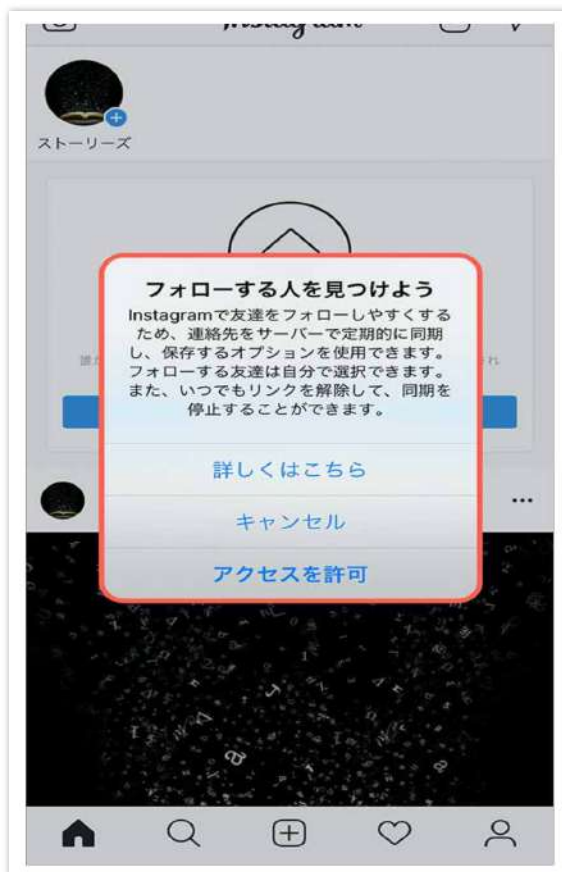 Instagram
ストーリーズ
フォローする人を見つけよう
Instagramで友達をフォローしやすくする
ため、連絡先をサーバーで定期的に同期
し、保存するオプションを使用できます。
フォローする友達は自分で選択できます。
また、いつでもリンクを解除して、同期を
停止することができます。
詳しくはこちら
キャンセル
アクセスを許可